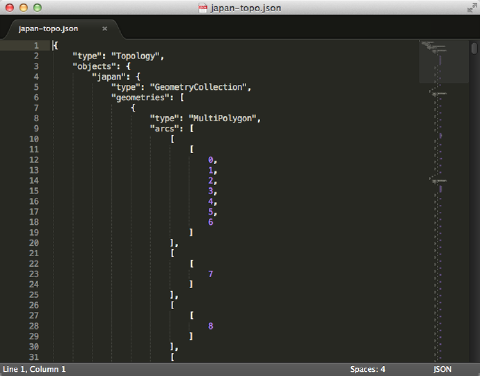 japan-topo.json
japan-topo.json ×
1 {
2 "type": "Topology",
3 "objects": {
4 "japan": {
5 "type": "GeometryCollection",
6 "geometries": [
7 {
8 "type": "MultiPolygon",
9 "arcs": [
10 [
11 [
12 0,
13 1,
14 2,
15 3,
16 4,
17 5,
18 6
19 ]
20 ],
21 [
22 [
23 7
24 ]
25 ],
26 [
27 [
28 8
29 ]
30 ],
31 [
Line 1, Column 1 Spaces: 4 JSON